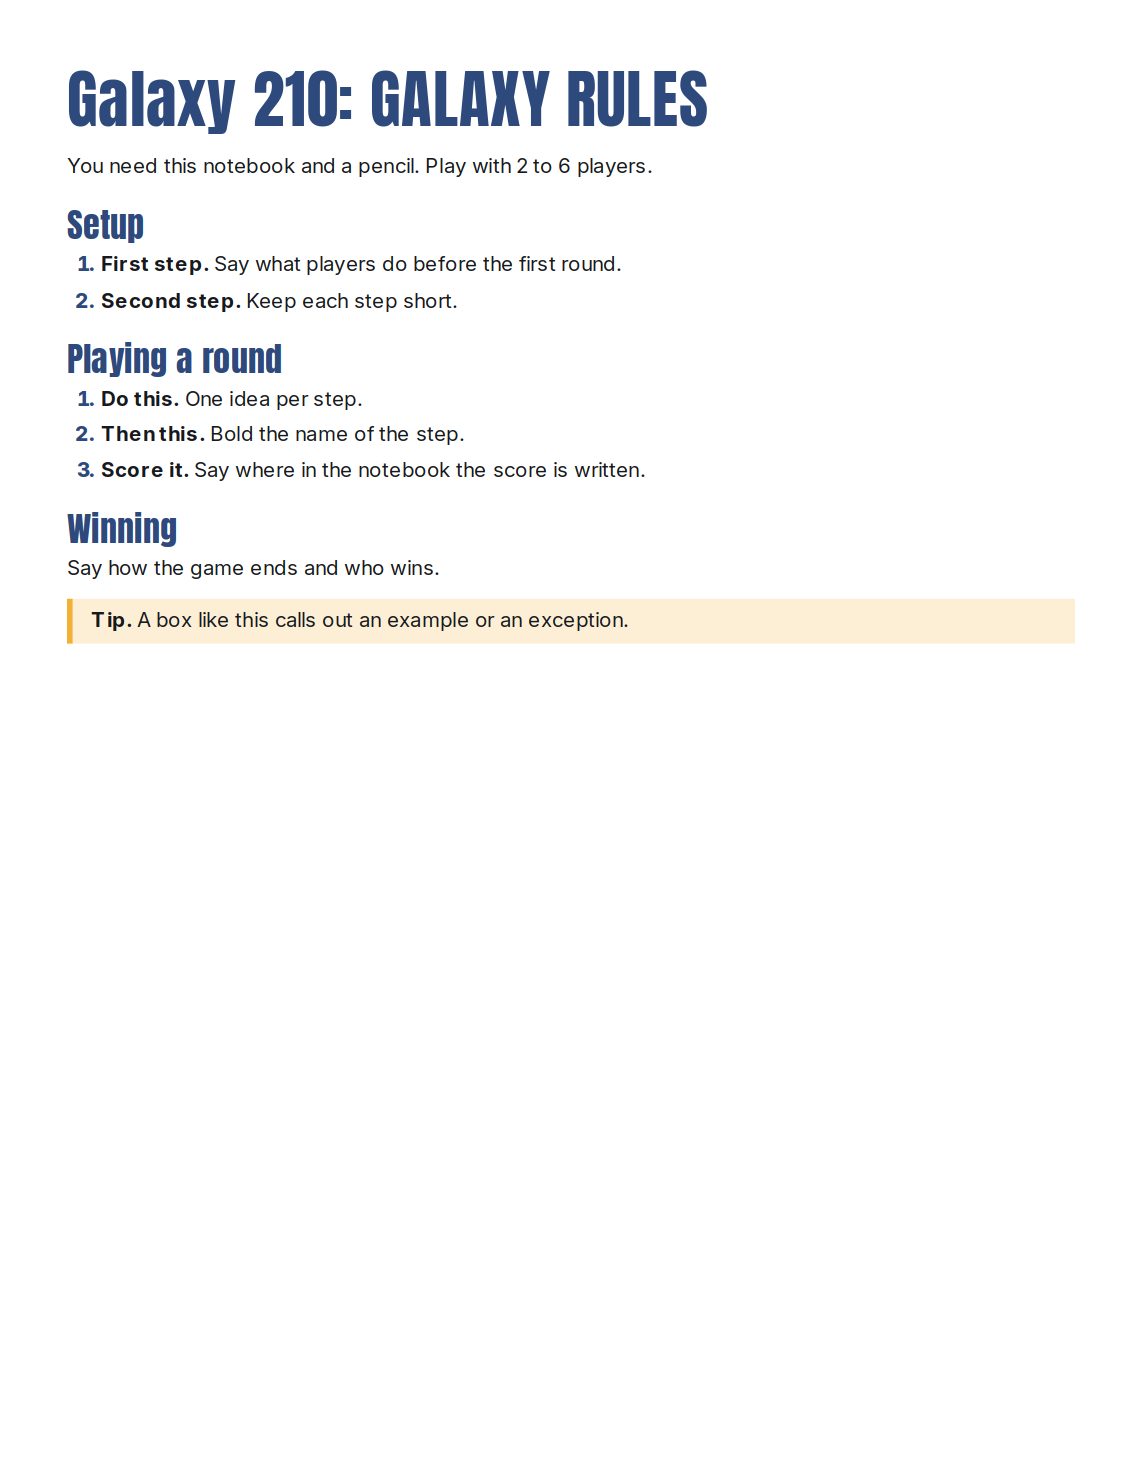 Galaxy 210: GALAXY RULES
You need this notebook and a pencil. Play with 2 to 6 players.
Setup
1. First step. Say what players do before the first round.
2. Second step. Keep each step short.
Playing a round
1. Do this. One idea per step.
2. Then this. Bold the name of the step.
3. Score it. Say where in the notebook the score is written.
Winning
Say how the game ends and who wins.
Tip. A box like this calls out an example or an exception.